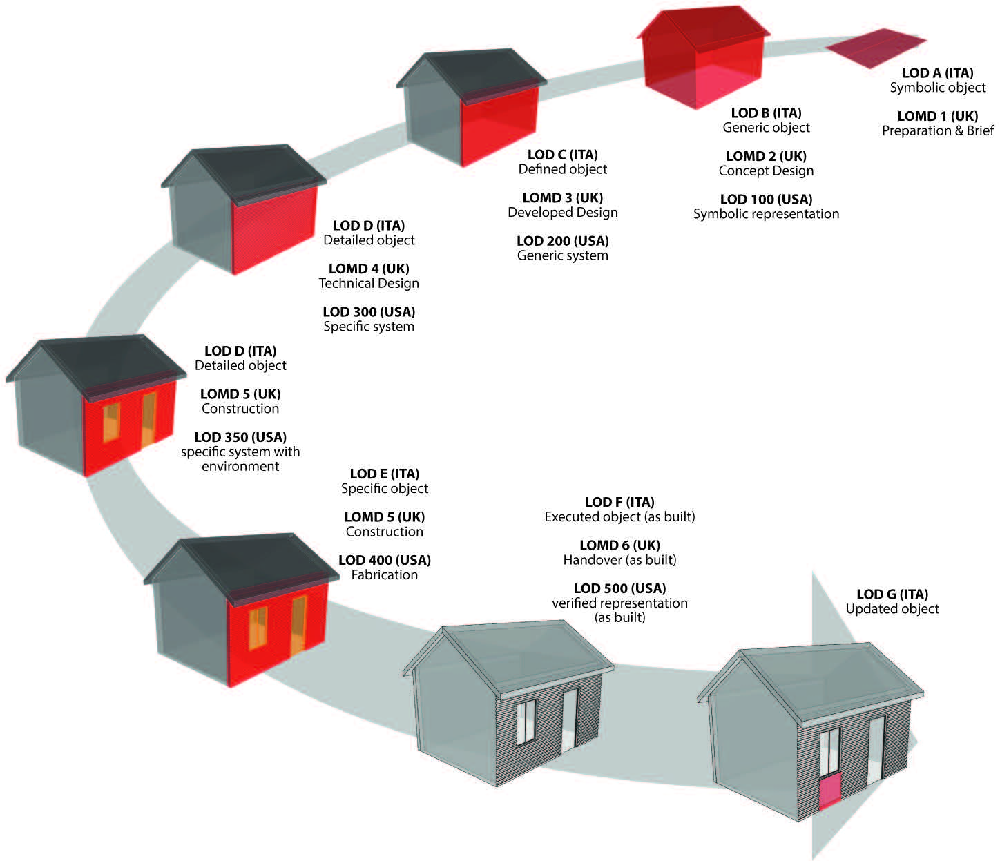 LOD A (ITA)
Symbolic object
LOMD 1 (UK)
Preparation & Brief
LOD B (ITA)
Generic object
LOMD 2 (UK)
Concept Design
LOD 100 (USA)
Symbolic representation
LOD C (ITA)
Defined object
LOMD 3 (UK)
Developed Design
LOD 200 (USA)
Generic system
LOD D (ITA)
Detailed object
LOMD 4 (UK)
Technical Design
LOD 300 (USA)
Specific system
LOD D (ITA)
Detailed object
LOMD 5 (UK)
Construction
LOD 350 (USA)
specific system with
environment
LOD E (ITA)
Specific object
LOMD 5 (UK)
Construction
LOD 400 (USA)
Fabrication
LOD F (ITA)
Executed object (as built)
LOMD 6 (UK)
Handover (as built)
LOD 500 (USA)
verified representation
(as built)
LOD G (ITA)
Updated object